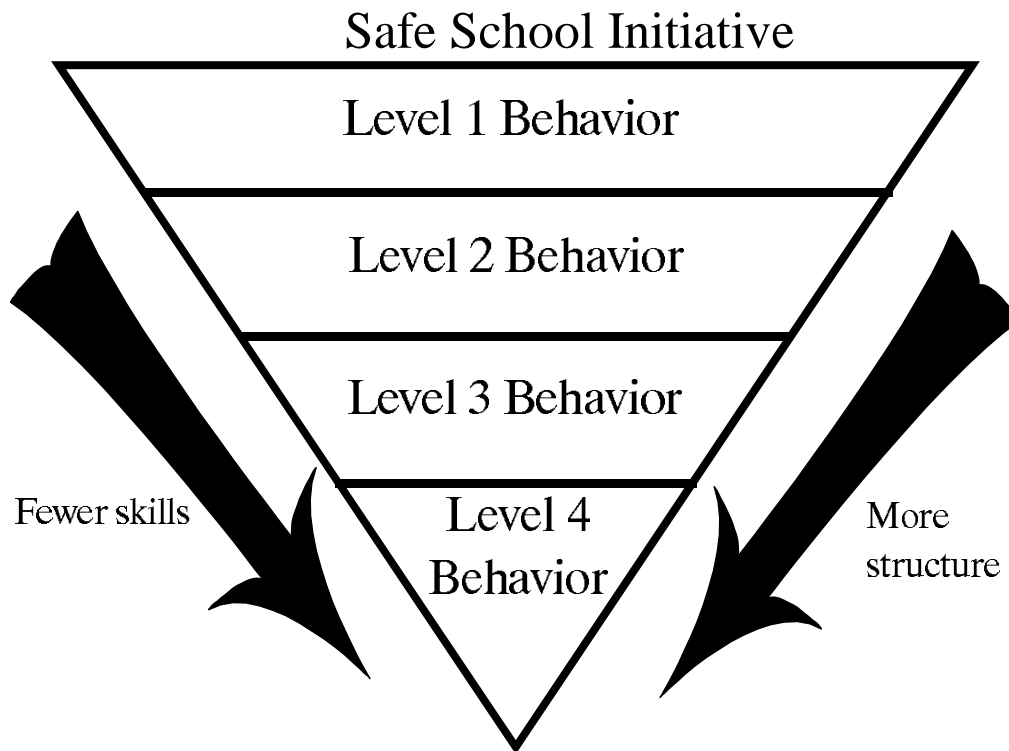 Safe School Initiative
Level 1 Behavior
Level 2 Behavior
Level 3 Behavior
Level 4
Behavior
Fewer skills
More
structure